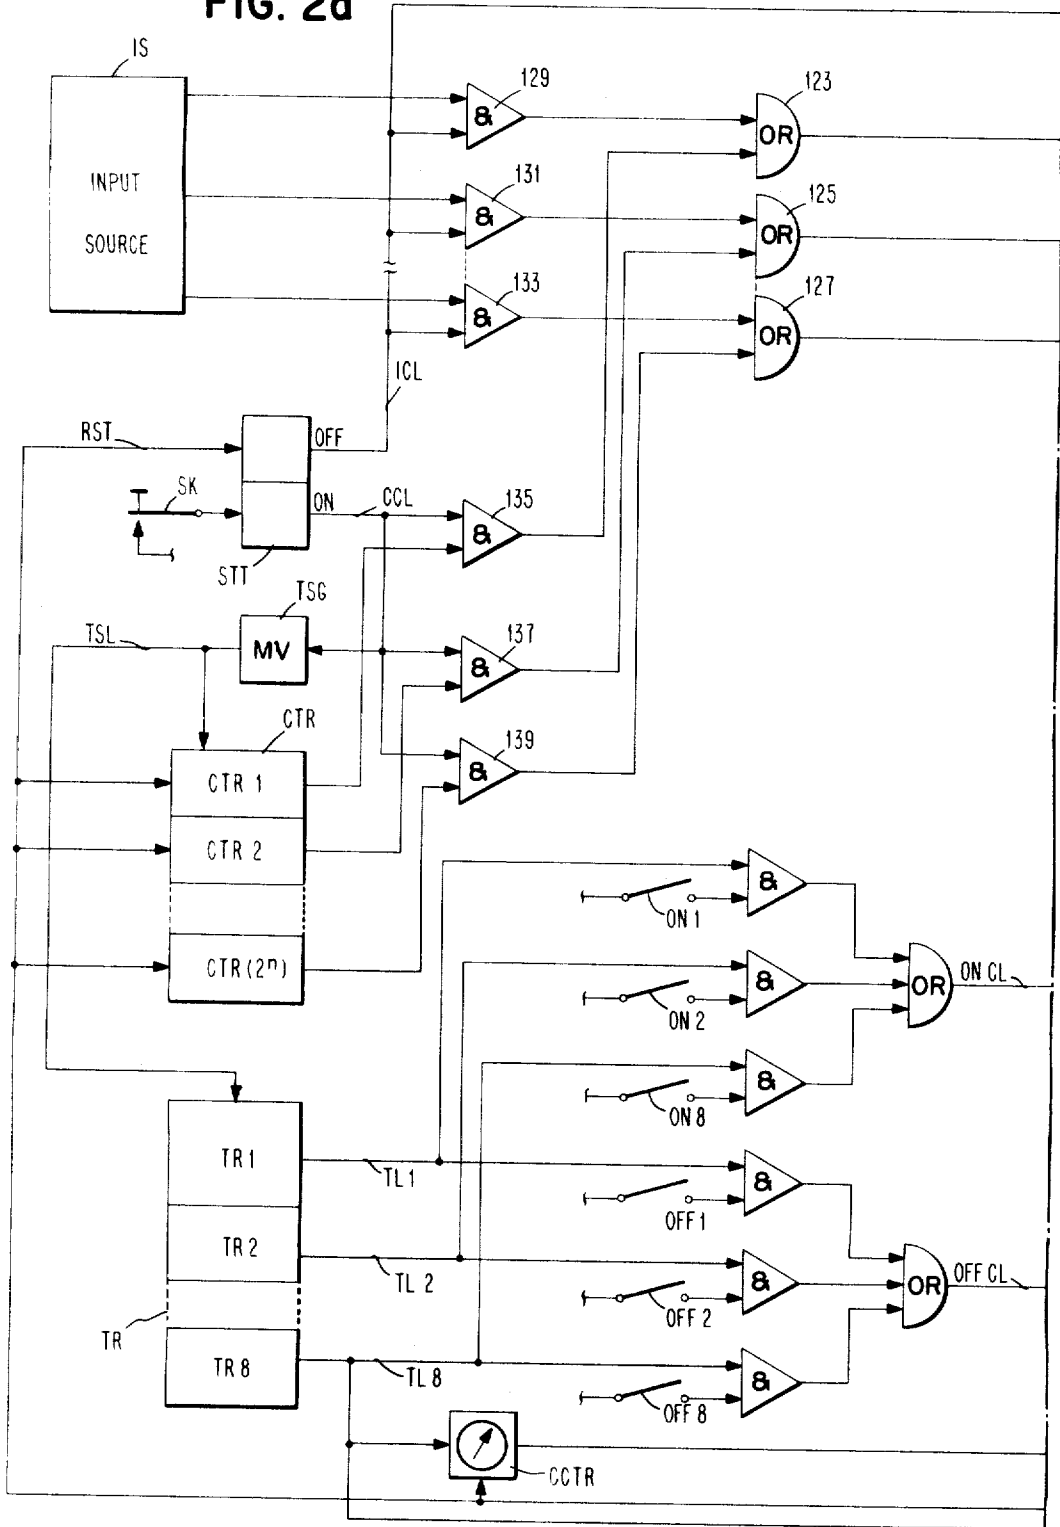 FIG. 2d
IS
INPUT
SOURCE
129
&
123
OR
131
&
125
OR
133
&
127
OR
ICL
RST
OFF
SK
ON
CCL
135
&
STT
TSG
TSL
MV
137
&
CTR
139
&
CTR 1
CTR 2
CTR (2ⁿ)
&
ON 1
&
ON 2
OR
ON CL
&
ON 8
TR 1
TL 1
&
OFF 1
TR 2
TL 2
&
OFF 2
OR
OFF CL
TR
TR 8
TL 8
&
OFF 8
CCTR